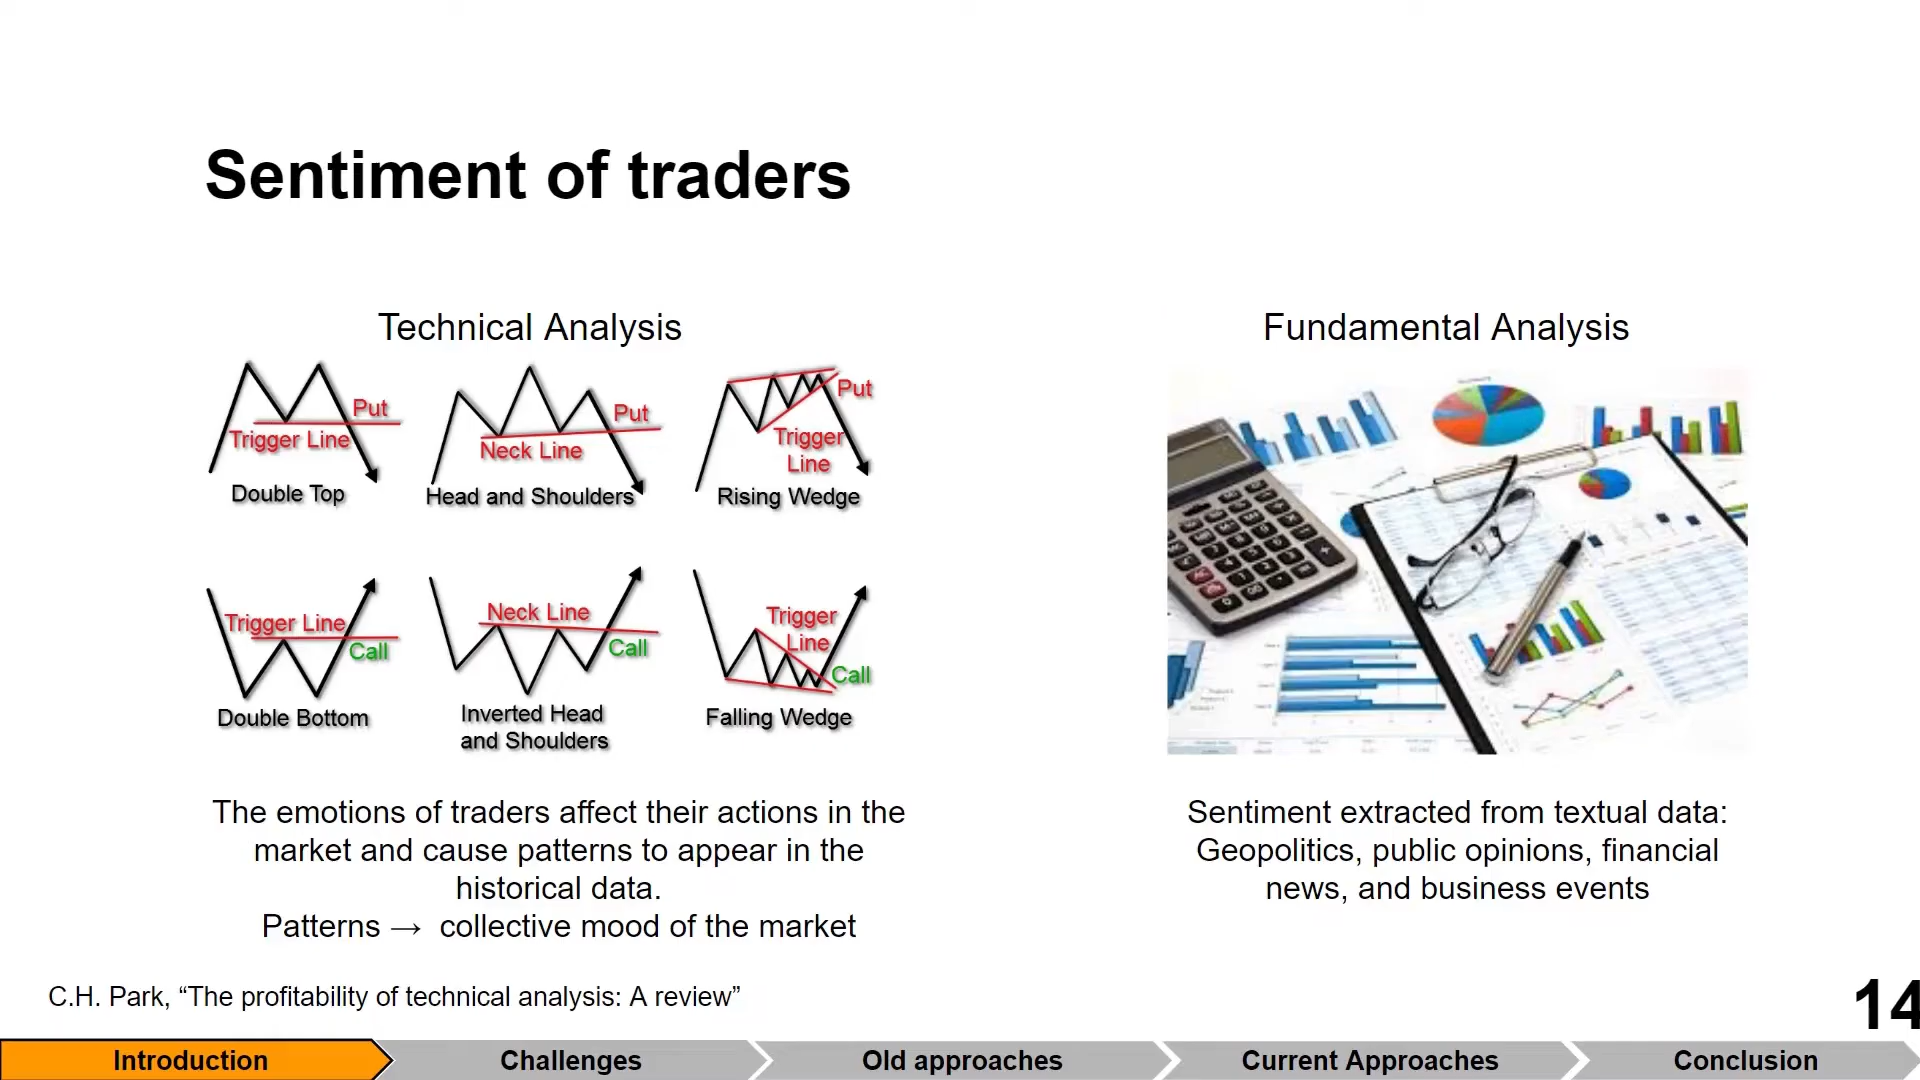 Sentiment of traders
Technical Analysis
Put
Trigger Line
Double Top
Put
Neck Line
Head and Shoulders
Put
Trigger
Line
Rising Wedge
Trigger Line
Call
Double Bottom
Neck Line
Call
Inverted Head
and Shoulders
Trigger
Line
Call
Falling Wedge
The emotions of traders affect their actions in the
market and cause patterns to appear in the
historical data.
Patterns → collective mood of the market
Fundamental Analysis
Sentiment extracted from textual data:
Geopolitics, public opinions, financial
news, and business events
C.H. Park, “The profitability of technical analysis: A review”
14
Introduction
Challenges
Old approaches
Current Approaches
Conclusion